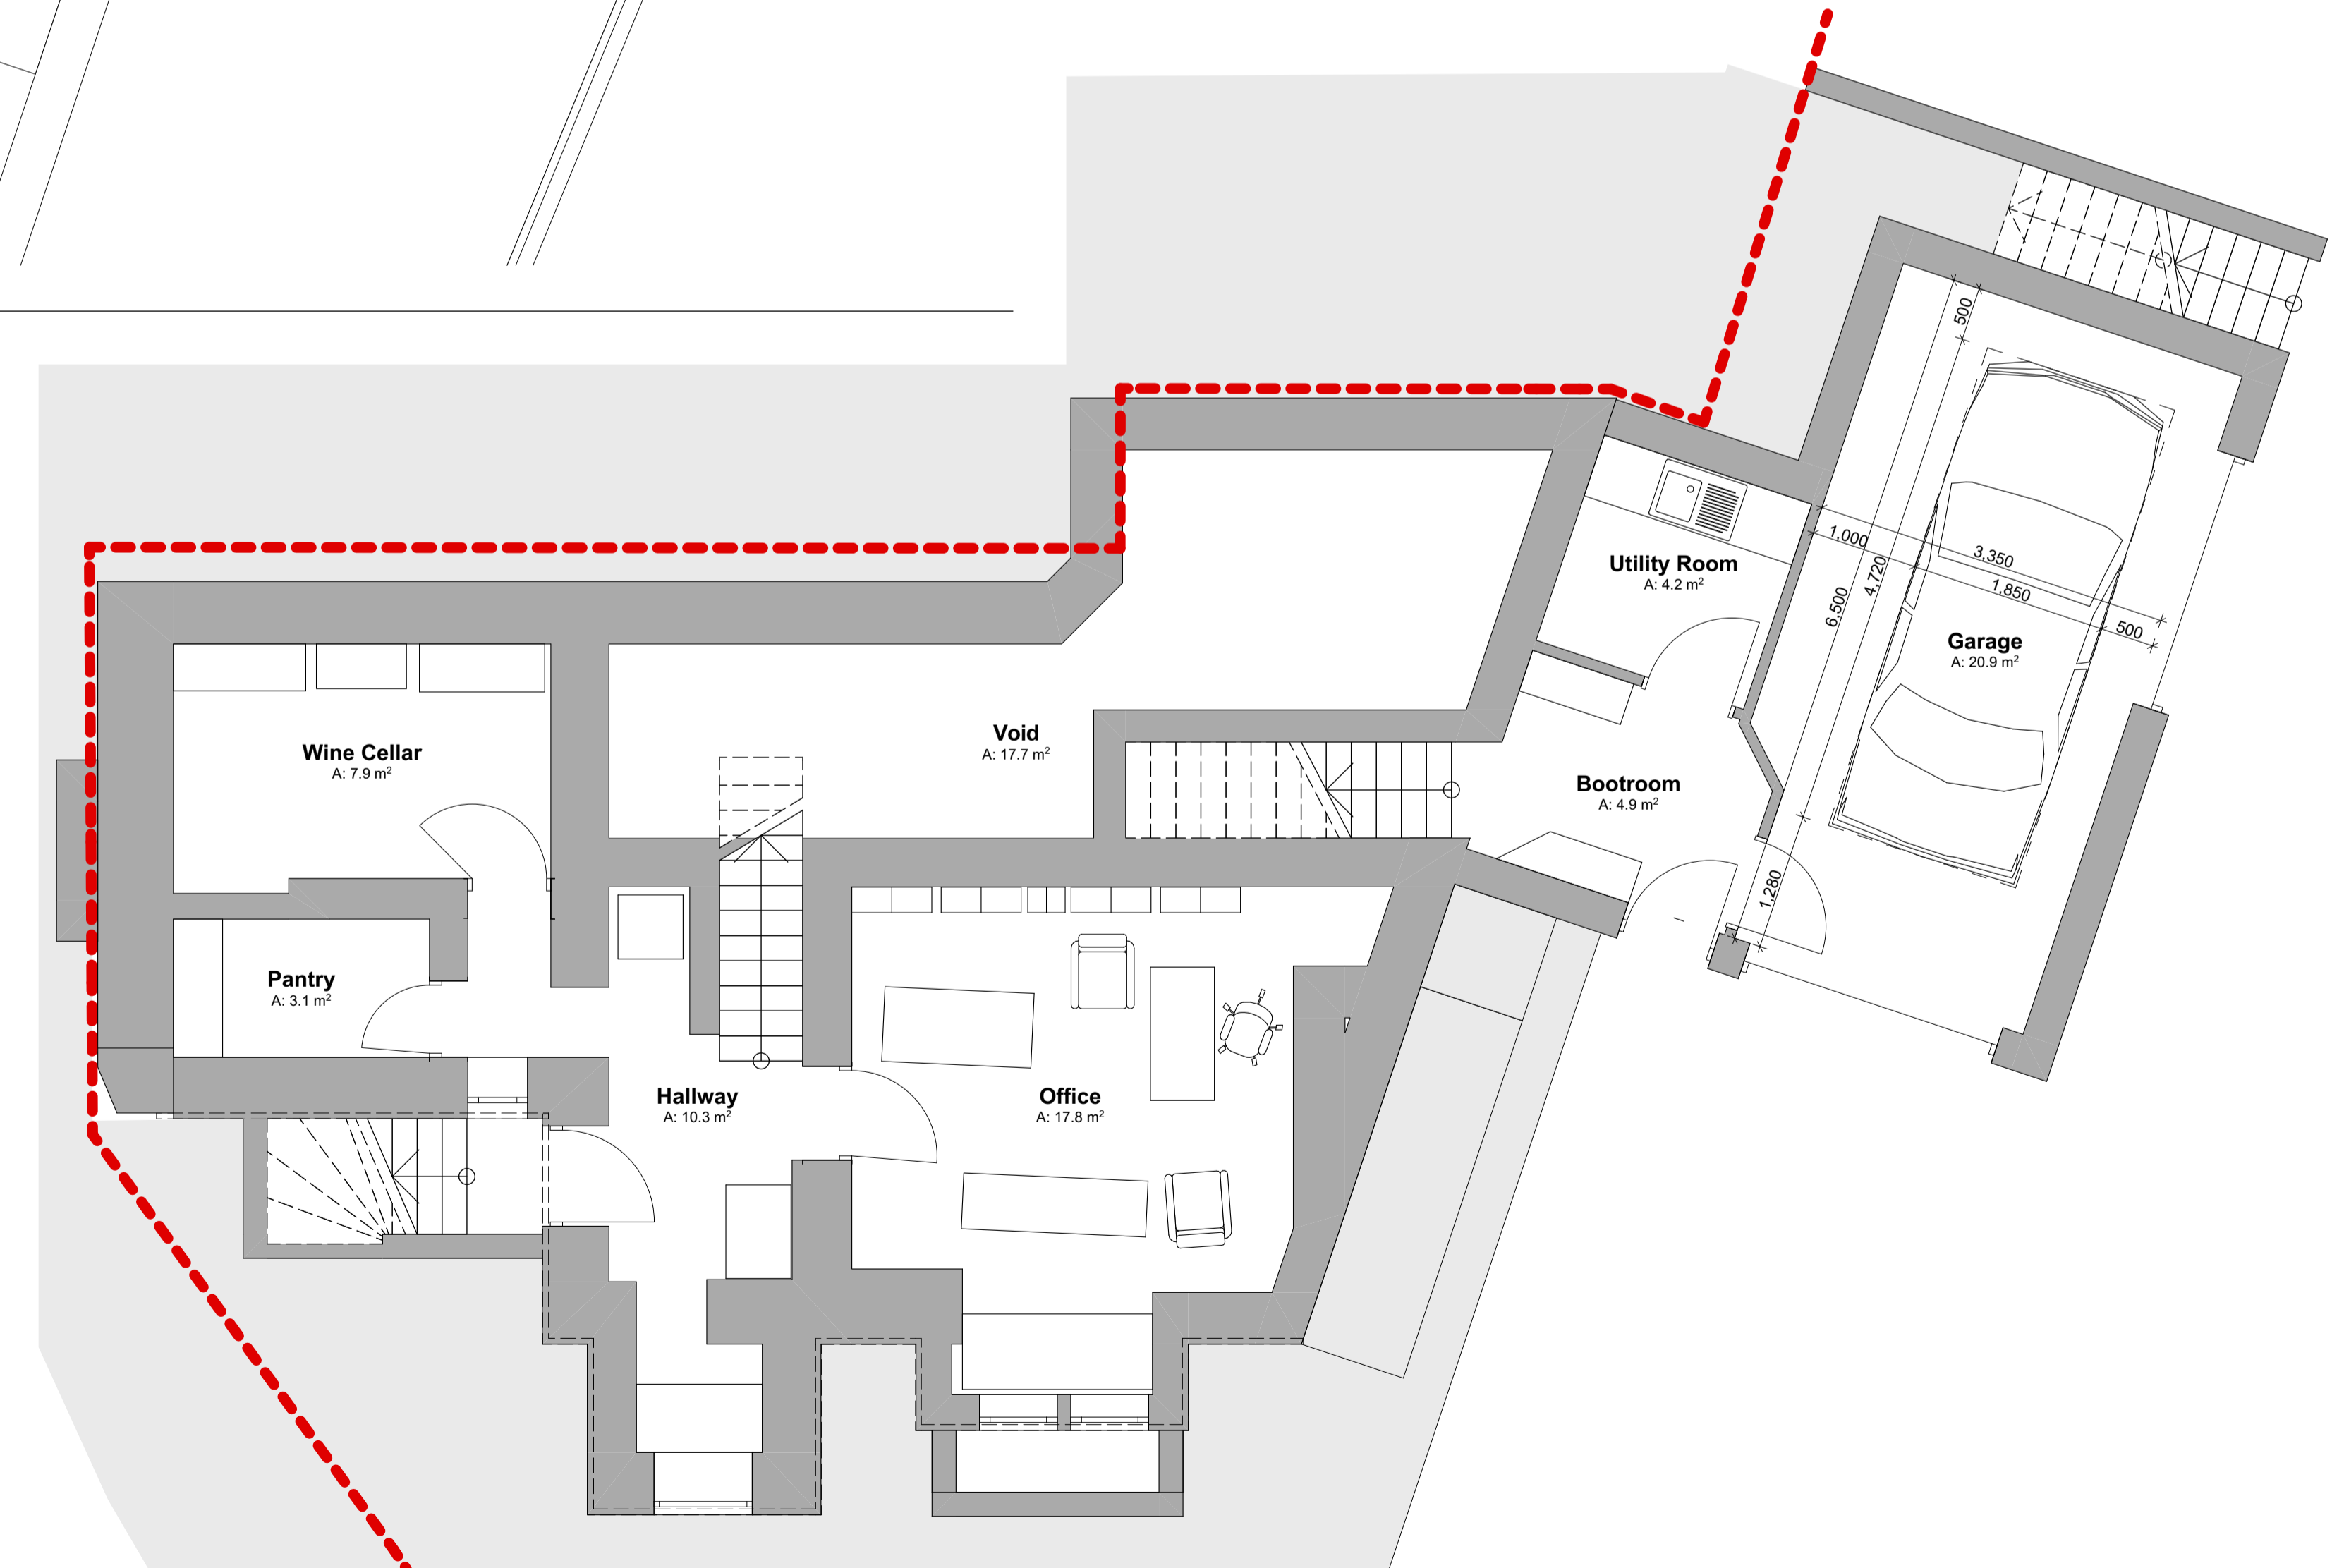 500
1,000
3,350
1,850
500
6,500
4,720
1,280
Utility Room
A: 4.2 m²
Garage
A: 20.9 m²
Void
A: 17.7 m²
Wine Cellar
A: 7.9 m²
Bootroom
A: 4.9 m²
Pantry
A: 3.1 m²
Hallway
A: 10.3 m²
Office
A: 17.8 m²